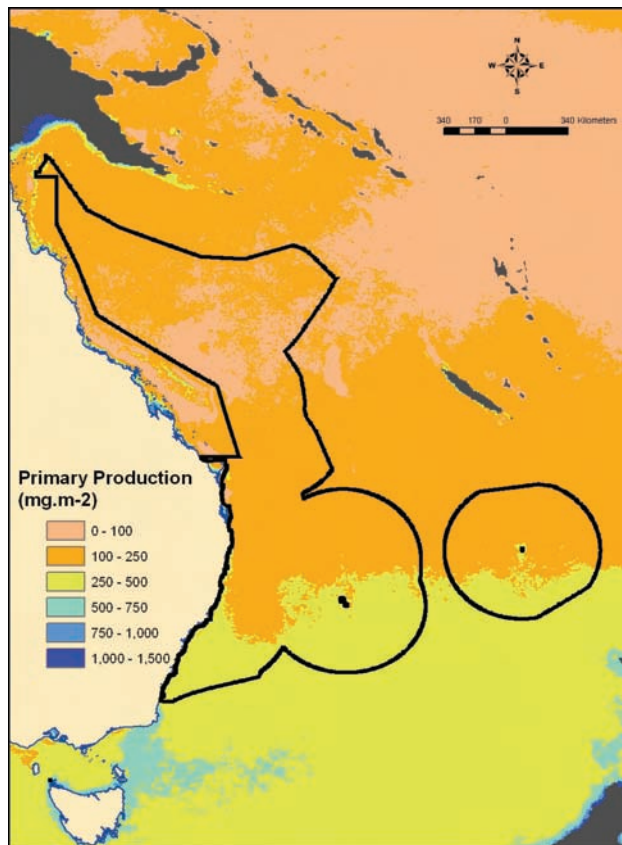 N
W E
S
340 170 0 340 Kilometers
Primary Production
(mg.m-2)
0 - 100
100 - 250
250 - 500
500 - 750
750 - 1,000
1,000 - 1,500